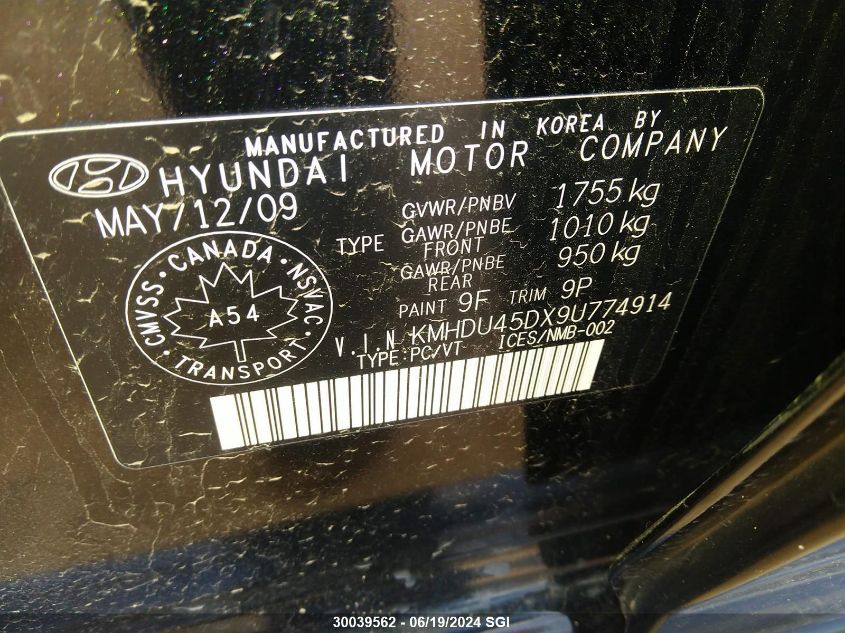 MANUFACTURED IN KOREA BY
HYUNDAI MOTOR COMPANY
MAY/12/09
GVWR/PNBV 1755 kg
TYPE GAWR/PNBE FRONT 1010 kg
GAWR/PNBE REAR 950 kg
PAINT 9F TRIM 9P
V.I.N KMHDU45DX9U774914
TYPE:PC/VT ICES/NMB-002
CMVSS · CANADA · NSVAC
A54
· TRANSPORT ·
30039562 - 06/19/2024 SGI